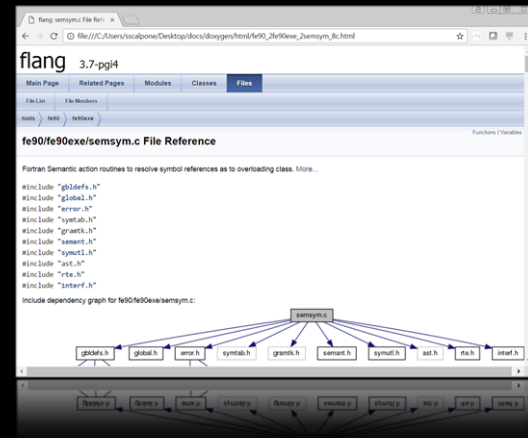 flang: semsym.c File Refe
file:///C:/Users/sscalpone/Desktop/docs/doxygen/html/fe90_2fe90exe_2semsym_8c.html
flang 3.7-pgi4
Main Page Related Pages Modules Classes Files
File List File Members
tools fe90 fe90exe
Functions | Variables
fe90/fe90exe/semsym.c File Reference
Fortran Semantic action routines to resolve symbol references as to overloading class. More...
#include "gbldefs.h"
#include "global.h"
#include "error.h"
#include "symtab.h"
#include "gramtk.h"
#include "semant.h"
#include "symutl.h"
#include "ast.h"
#include "rte.h"
#include "interf.h"
Include dependency graph for fe90/fe90exe/semsym.c:
semsym.c
gbldefs.h global.h error.h symtab.h gramtk.h semant.h symutl.h ast.h rte.h interf.h